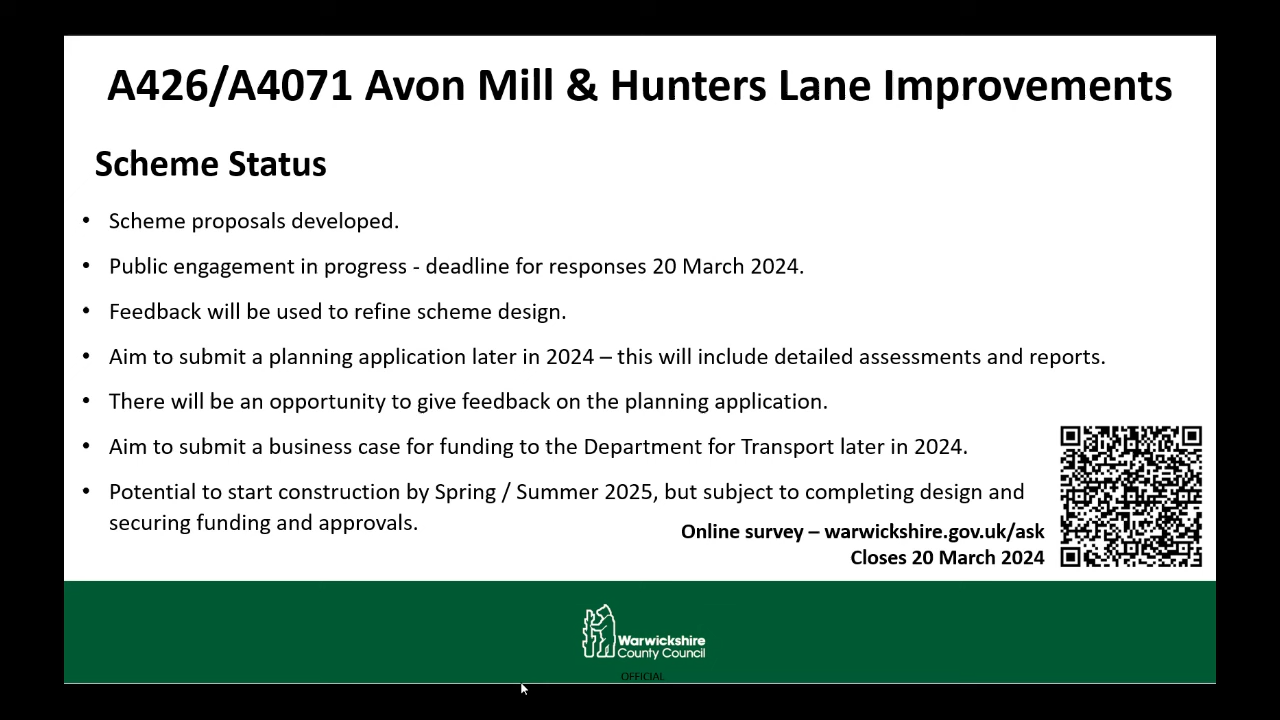 A426/A4071 Avon Mill & Hunters Lane Improvements
Scheme Status
• Scheme proposals developed.
• Public engagement in progress - deadline for responses 20 March 2024.
• Feedback will be used to refine scheme design.
• Aim to submit a planning application later in 2024 – this will include detailed assessments and reports.
• There will be an opportunity to give feedback on the planning application.
• Aim to submit a business case for funding to the Department for Transport later in 2024.
• Potential to start construction by Spring / Summer 2025, but subject to completing design and
securing funding and approvals.
Online survey – warwickshire.gov.uk/ask
Closes 20 March 2024
Warwickshire
County Council
OFFICIAL